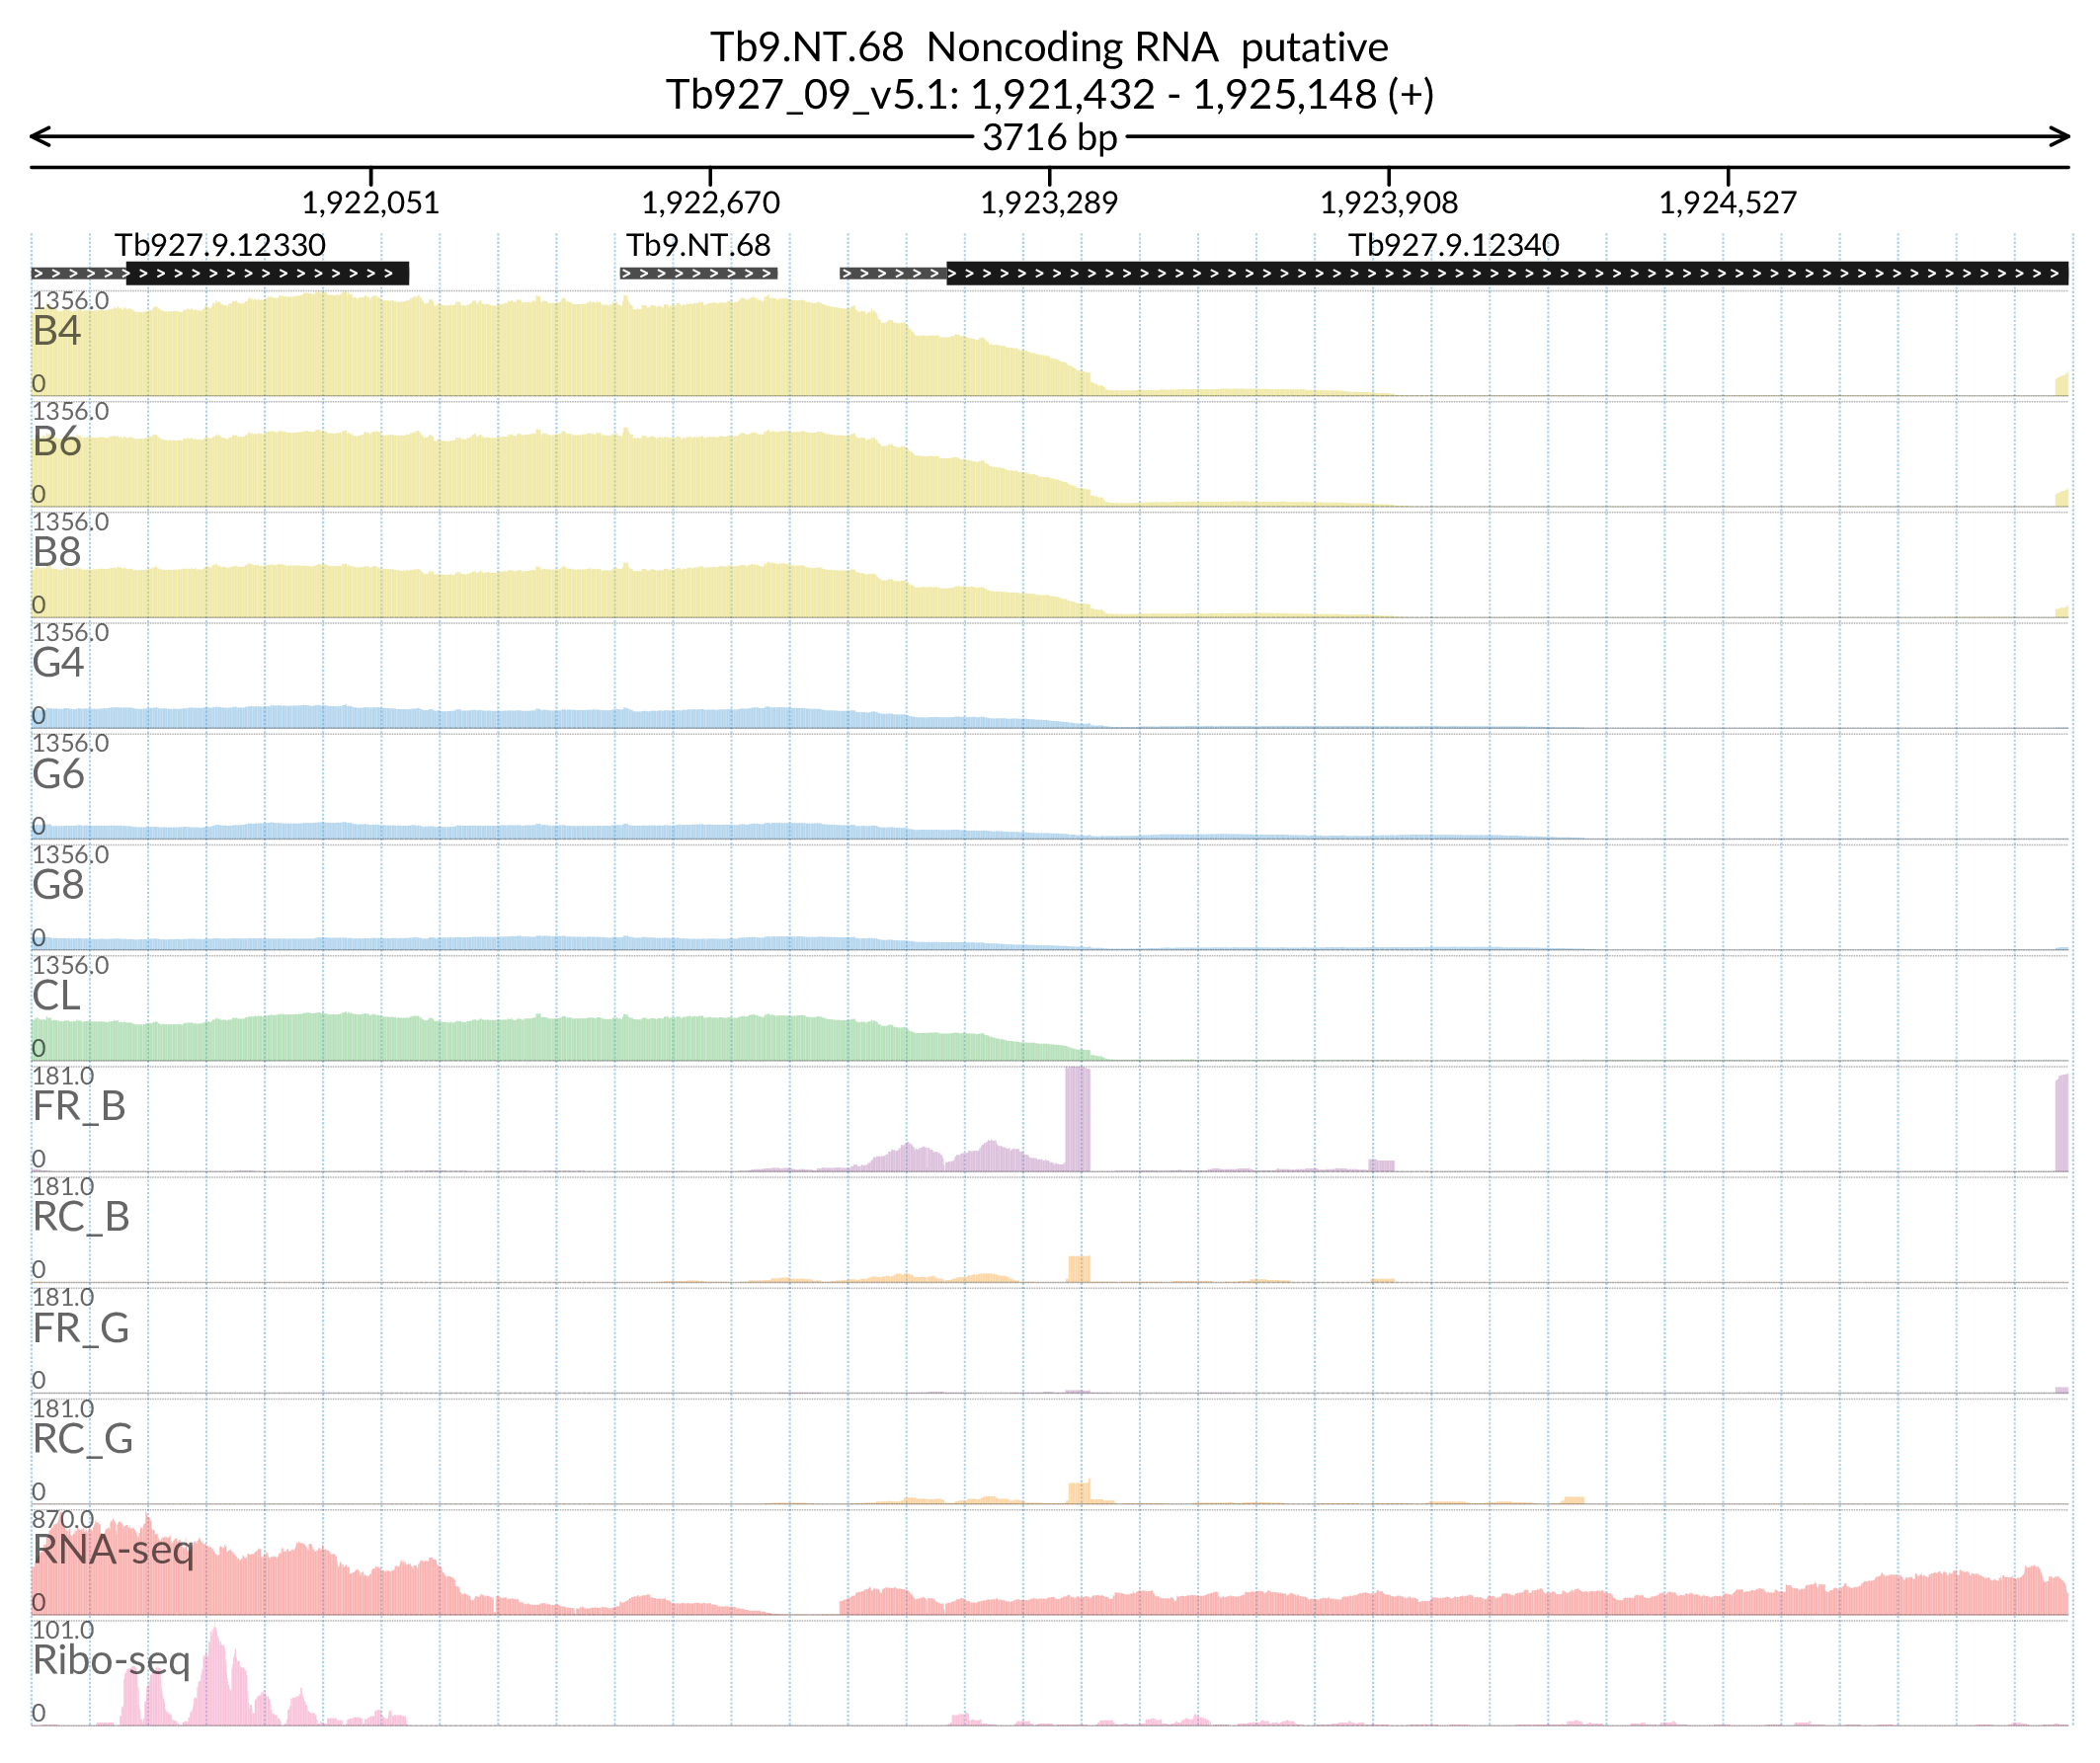 Tb9.NT.68 Noncoding RNA putative
Tb927_09_v5.1: 1,921,432 - 1,925,148 (+)
3716 bp
1,922,051 1,922,670 1,923,289 1,923,908 1,924,527
Tb927.9.12330 Tb9.NT.68 Tb927.9.12340
1356.0
B4
0
1356.0
B6
0
1356.0
B8
0
1356.0
G4
0
1356.0
G6
0
1356.0
G8
0
1356.0
CL
0
181.0
FR_B
0
181.0
RC_B
0
181.0
FR_G
0
181.0
RC_G
0
870.0
RNA-seq
0
101.0
Ribo-seq
0